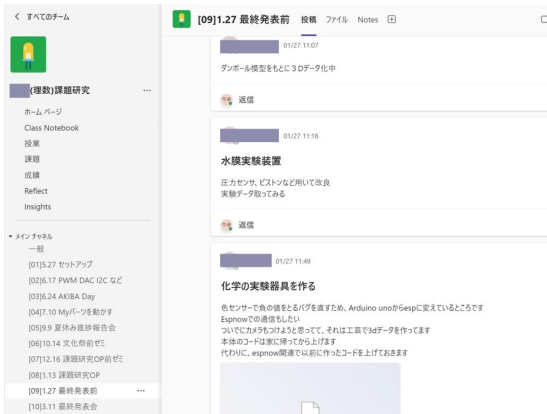 すべてのチーム
(理数)課題研究
ホーム ページ
Class Notebook
授業
課題
成績
Reflect
Insights
メイン チャネル
一般
[01]5.27 セットアップ
[02]6.17 PWM DAC I2C など
[03]6.24 AKIBA Day
[04]7.10 Myパーツを動かす
[05]9.9 夏休み進捗報告会
[06]10.14 文化祭前ゼミ
[07]12.16 課題研究OP前ゼミ
[08]1.13 課題研究OP
[09]1.27 最終発表前
[10]3.11 最終発表会
[09]1.27 最終発表前 投稿 ファイル Notes
01/27 11:07
ダンボール模型をもとに３Dデータ化中
返信
01/27 11:16
水膜実験装置
圧力センサ、ピストンなど用いて改良
実験データ取ってみる
返信
01/27 11:49
化学の実験器具を作る
色センサーで負の値をとるバグを直すため、Arduino unoからespに変えているところです
Espnowでの通信もしたい
ついでにカメラもつけようと思ってて、それは工芸で3dデータを作ってます
本体のコードは家に帰ってから上げます
代わりに、espnow関連で以前に作ったコードを上げておきます